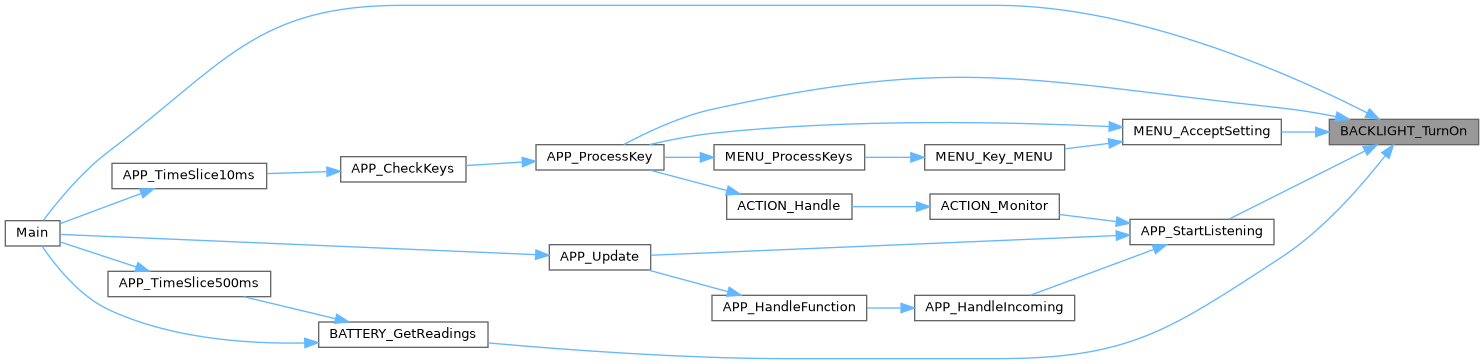 Main
APP_TimeSlice10ms
APP_TimeSlice500ms
APP_CheckKeys
BATTERY_GetReadings
APP_ProcessKey
APP_Update
MENU_ProcessKeys
ACTION_Handle
APP_HandleFunction
MENU_Key_MENU
ACTION_Monitor
APP_HandleIncoming
MENU_AcceptSetting
APP_StartListening
BACKLIGHT_TurnOn